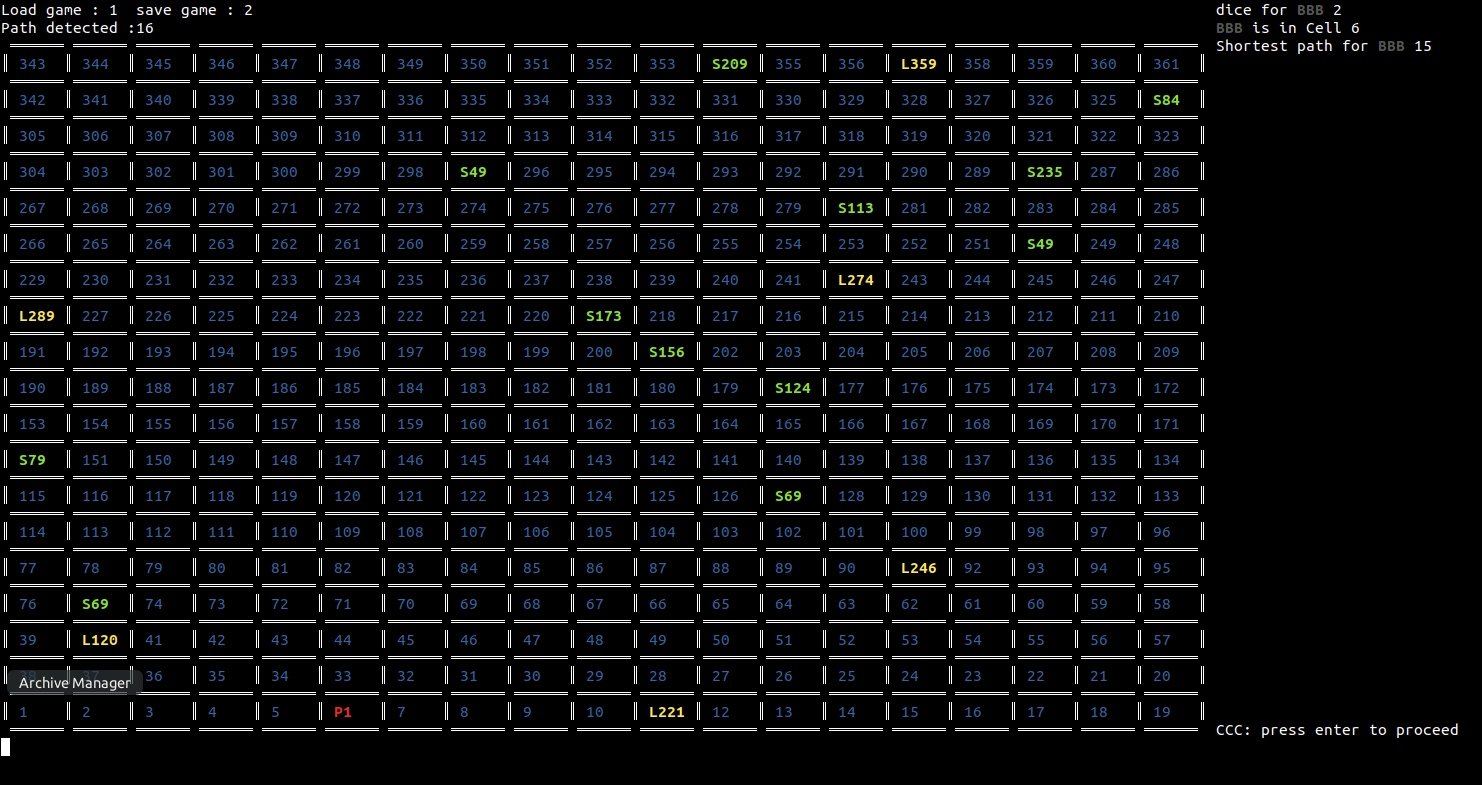 Load game : 1  save game : 2
Path detected :16
343 344 345 346 347 348 349 350 351 352 353 S209 355 356 L359 358 359 360 361
342 341 340 339 338 337 336 335 334 333 332 331 330 329 328 327 326 325 S84
305 306 307 308 309 310 311 312 313 314 315 316 317 318 319 320 321 322 323
304 303 302 301 300 299 298 S49 296 295 294 293 292 291 290 289 S235 287 286
267 268 269 270 271 272 273 274 275 276 277 278 279 S113 281 282 283 284 285
266 265 264 263 262 261 260 259 258 257 256 255 254 253 252 251 S49 249 248
229 230 231 232 233 234 235 236 237 238 239 240 241 L274 243 244 245 246 247
L289 227 226 225 224 223 222 221 220 S173 218 217 216 215 214 213 212 211 210
191 192 193 194 195 196 197 198 199 200 S156 202 203 204 205 206 207 208 209
190 189 188 187 186 185 184 183 182 181 180 179 S124 177 176 175 174 173 172
153 154 155 156 157 158 159 160 161 162 163 164 165 166 167 168 169 170 171
S79 151 150 149 148 147 146 145 144 143 142 141 140 139 138 137 136 135 134
115 116 117 118 119 120 121 122 123 124 125 126 S69 128 129 130 131 132 133
114 113 112 111 110 109 108 107 106 105 104 103 102 101 100 99 98 97 96
77 78 79 80 81 82 83 84 85 86 87 88 89 90 L246 92 93 94 95
76 S69 74 73 72 71 70 69 68 67 66 65 64 63 62 61 60 59 58
39 L120 41 42 43 44 45 46 47 48 49 50 51 52 53 54 55 56 57
38 37 36 35 34 33 32 31 30 29 28 27 26 25 24 23 22 21 20
Archive Manager
1 2 3 4 5 P1 7 8 9 10 L221 12 13 14 15 16 17 18 19
dice for BBB 2
BBB is in Cell 6
Shortest path for BBB 15
CCC: press enter to proceed